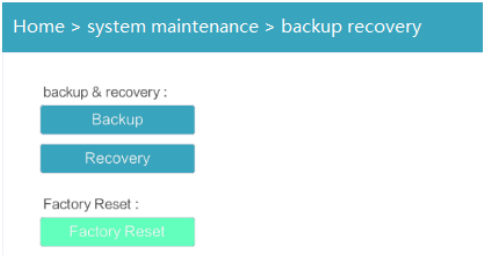 Home > system maintenance > backup recovery
backup & recovery :
Backup
Recovery
Factory Reset :
Factory Reset